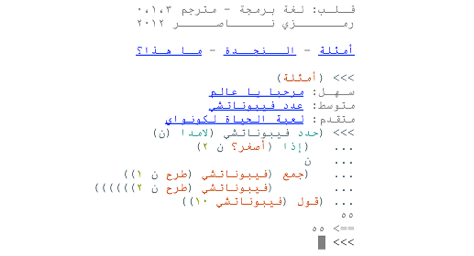 قلب: لغة برمجة - مترجم ٠،١،٣
رمزي ناصر ٢٠١٢
أمثلة - النجدة - ما هذا؟
<<< (أمثلة)
سهل: مرحبا يا عالم
متوسط: عدد فيبوناتشي
متقدم: لعبة الحياة لكونواي
<<< (حدد فيبوناتشي (لامدا (ن)
... (إذا (أصغر؟ ن ٢)
... ن
... (جمع (فيبوناتشي (طرح ن ١))
... (فيبوناتشي (طرح ن ٢))))))
... (قول (فيبوناتشي ١٠))
٥٥
==> ٥٥
<<<